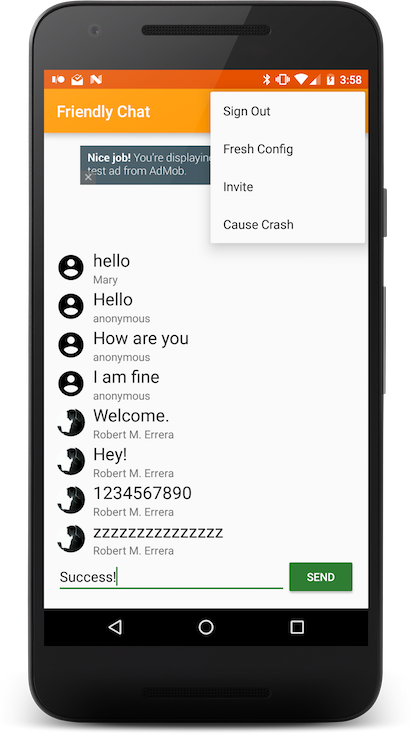 3:58
Friendly Chat
Sign Out
Fresh Config
Invite
Cause Crash
Nice job! You're displaying
test ad from AdMob.
hello
Mary
Hello
anonymous
How are you
anonymous
I am fine
anonymous
Welcome.
Robert M. Errera
Hey!
Robert M. Errera
1234567890
Robert M. Errera
zzzzzzzzzzzzzzz
Robert M. Errera
Success!
SEND